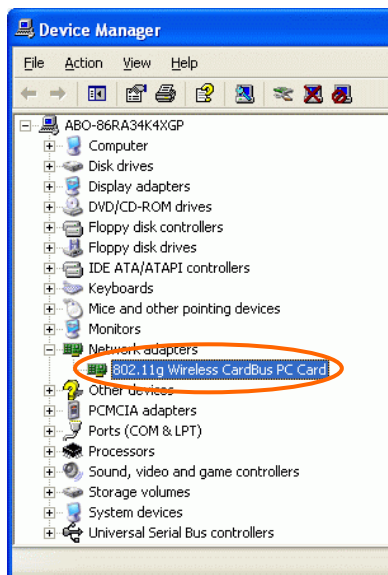 Device Manager
File Action View Help
ABO-86RA34K4XGP
Computer
Disk drives
Display adapters
DVD/CD-ROM drives
Floppy disk controllers
Floppy disk drives
IDE ATA/ATAPI controllers
Keyboards
Mice and other pointing devices
Monitors
Network adapters
802.11g Wireless CardBus PC Card
Other devices
PCMCIA adapters
Ports (COM & LPT)
Processors
Sound, video and game controllers
Storage volumes
System devices
Universal Serial Bus controllers